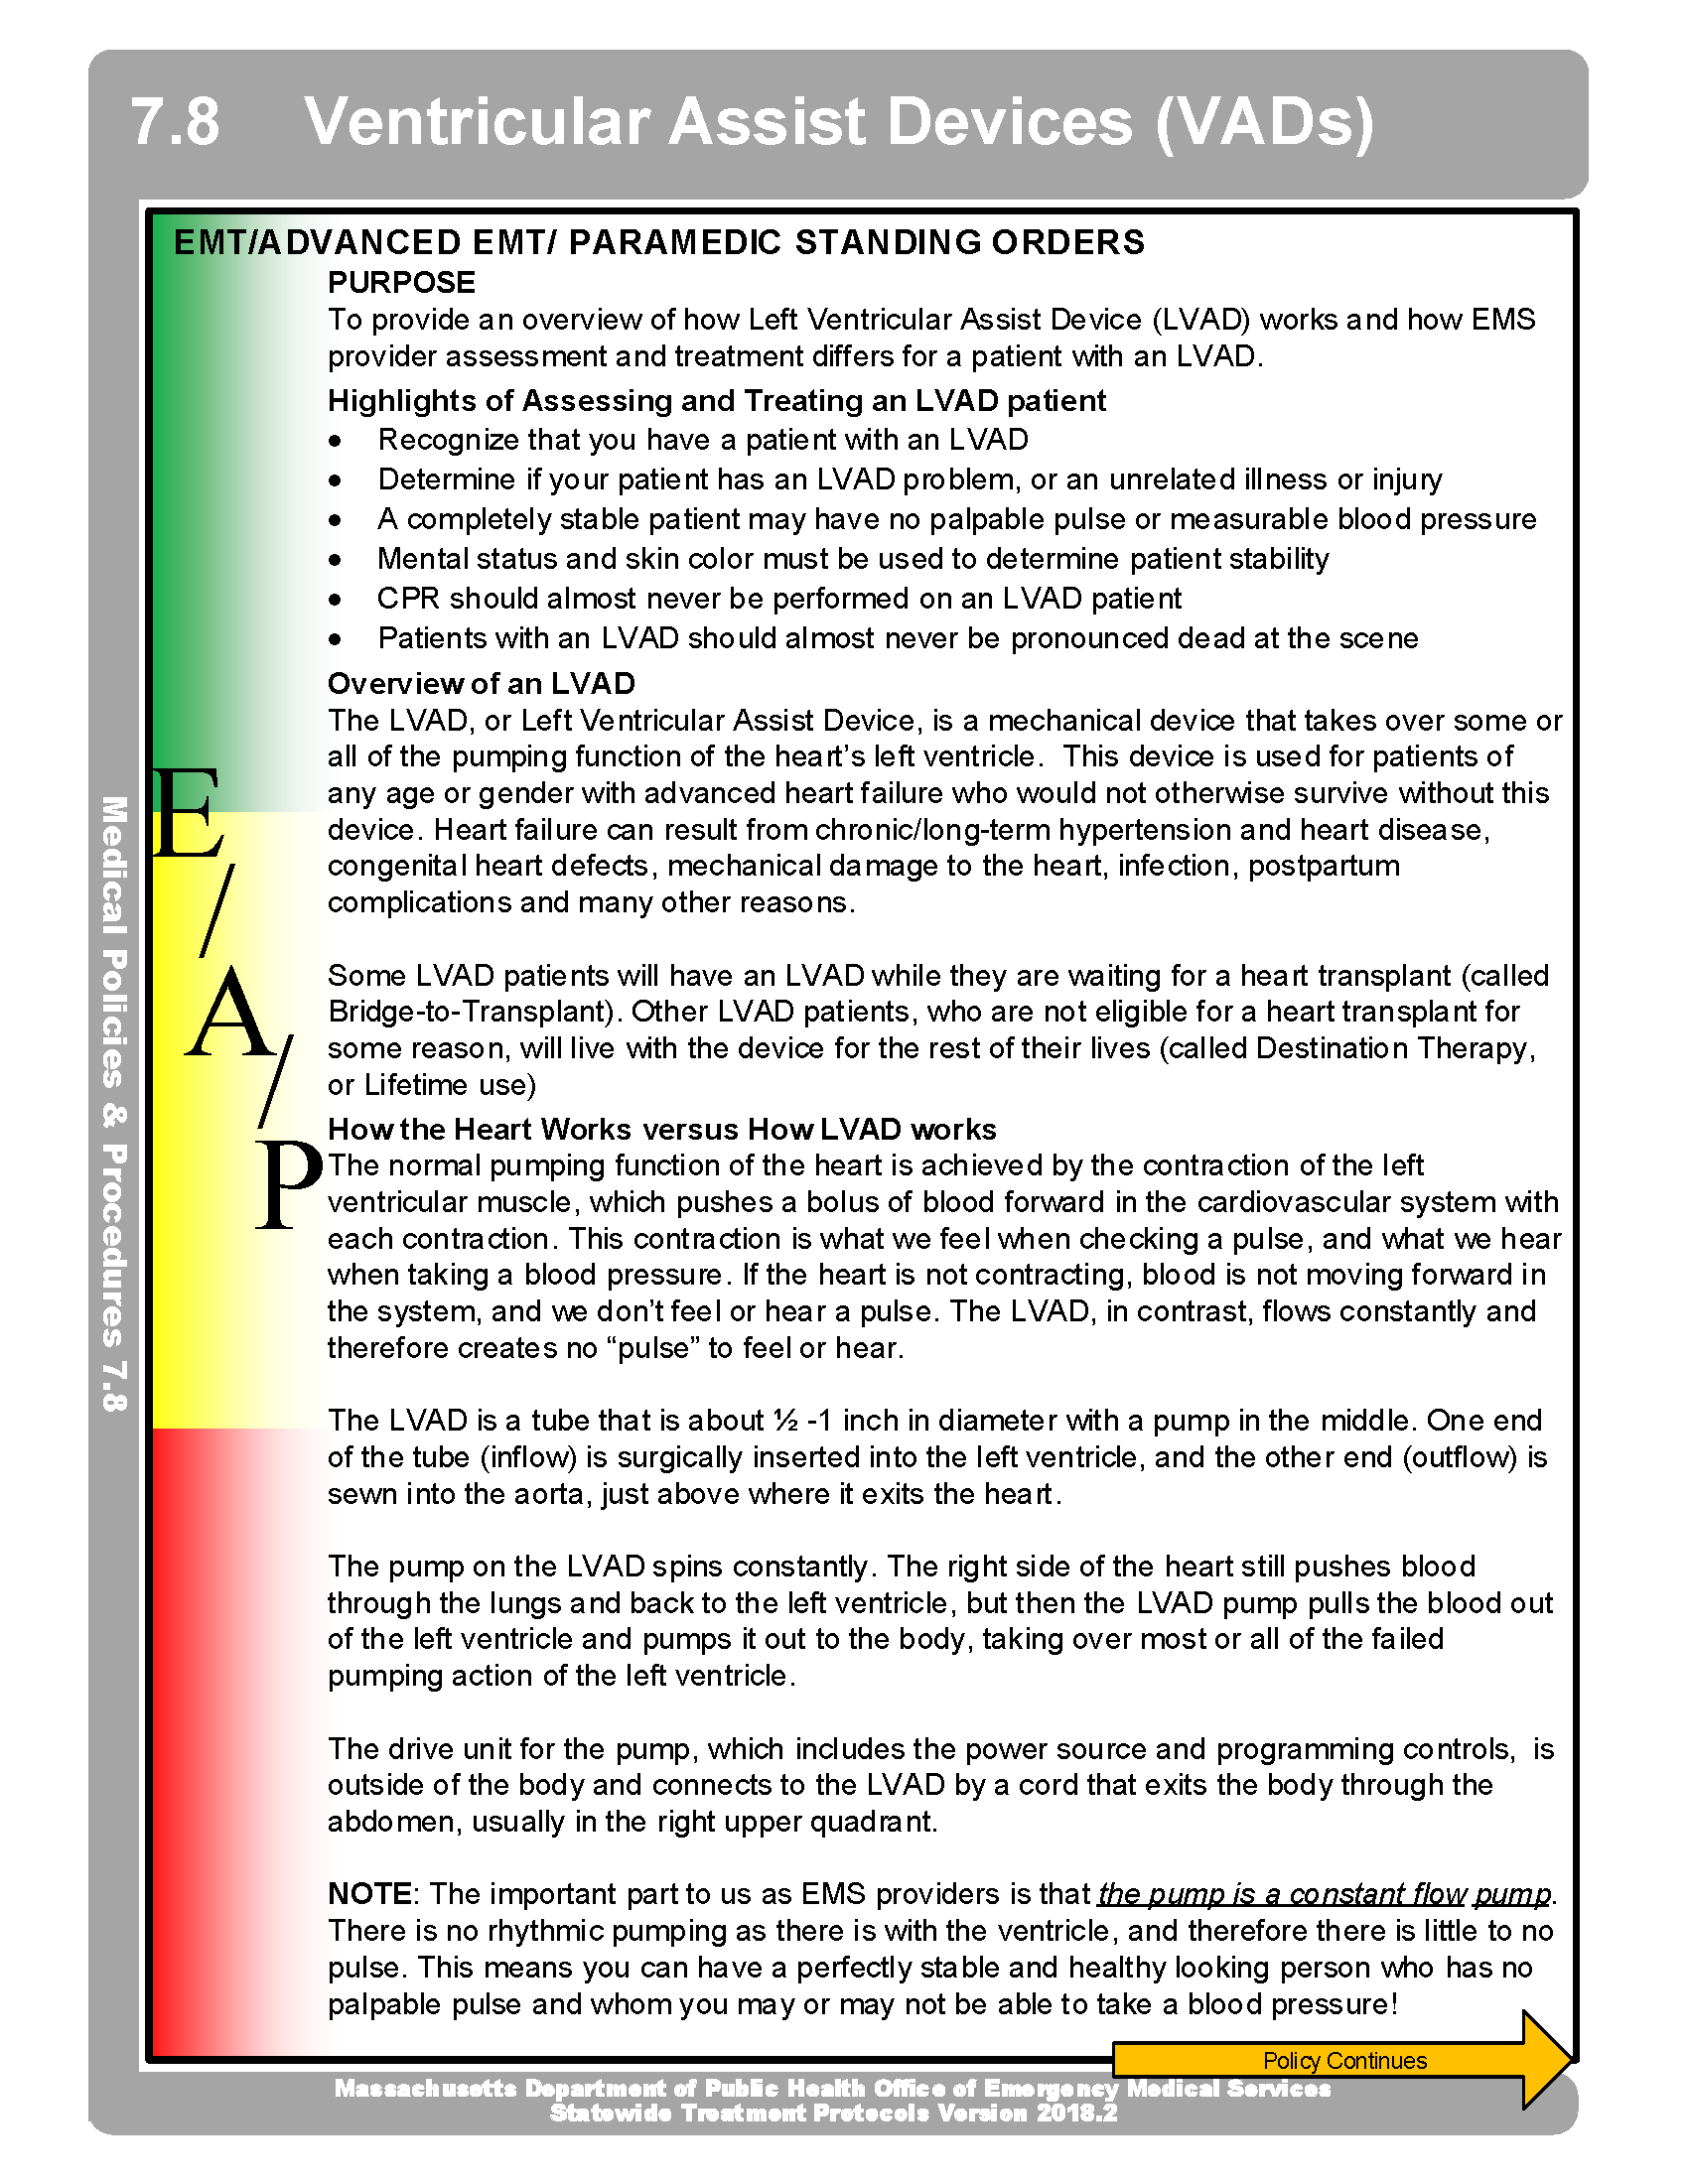 7.8 Ventricular Assist Devices (VADs)
EMT/ADVANCED EMT/ PARAMEDIC STANDING ORDERS
PURPOSE
To provide an overview of how Left Ventricular Assist Device (LVAD) works and how EMS
provider assessment and treatment differs for a patient with an LVAD.
Highlights of Assessing and Treating an LVAD patient
• Recognize that you have a patient with an LVAD
• Determine if your patient has an LVAD problem, or an unrelated illness or injury
• A completely stable patient may have no palpable pulse or measurable blood pressure
• Mental status and skin color must be used to determine patient stability
• CPR should almost never be performed on an LVAD patient
• Patients with an LVAD should almost never be pronounced dead at the scene
Overview of an LVAD
The LVAD, or Left Ventricular Assist Device, is a mechanical device that takes over some or
all of the pumping function of the heart’s left ventricle.  This device is used for patients of
any age or gender with advanced heart failure who would not otherwise survive without this
device. Heart failure can result from chronic/long-term hypertension and heart disease,
congenital heart defects, mechanical damage to the heart, infection, postpartum
complications and many other reasons.
Some LVAD patients will have an LVAD while they are waiting for a heart transplant (called
Bridge-to-Transplant). Other LVAD patients, who are not eligible for a heart transplant for
some reason, will live with the device for the rest of their lives (called Destination Therapy,
or Lifetime use)
How the Heart Works versus How LVAD works
The normal pumping function of the heart is achieved by the contraction of the left
ventricular muscle, which pushes a bolus of blood forward in the cardiovascular system with
each contraction. This contraction is what we feel when checking a pulse, and what we hear
when taking a blood pressure. If the heart is not contracting, blood is not moving forward in
the system, and we don’t feel or hear a pulse. The LVAD, in contrast, flows constantly and
therefore creates no “pulse” to feel or hear.
The LVAD is a tube that is about ½ -1 inch in diameter with a pump in the middle. One end
of the tube (inflow) is surgically inserted into the left ventricle, and the other end (outflow) is
sewn into the aorta, just above where it exits the heart.
The pump on the LVAD spins constantly. The right side of the heart still pushes blood
through the lungs and back to the left ventricle, but then the LVAD pump pulls the blood out
of the left ventricle and pumps it out to the body, taking over most or all of the failed
pumping action of the left ventricle.
The drive unit for the pump, which includes the power source and programming controls,  is
outside of the body and connects to the LVAD by a cord that exits the body through the
abdomen, usually in the right upper quadrant.
NOTE: The important part to us as EMS providers is that the pump is a constant flow pump.
There is no rhythmic pumping as there is with the ventricle, and therefore there is little to no
pulse. This means you can have a perfectly stable and healthy looking person who has no
palpable pulse and whom you may or may not be able to take a blood pressure!
E
/
A
/
P
Medical Policies & Procedures 7.8
Policy Continues
Massachusetts Department of Public Health Office of Emergency Medical Services
Statewide Treatment Protocols Version 2018.2